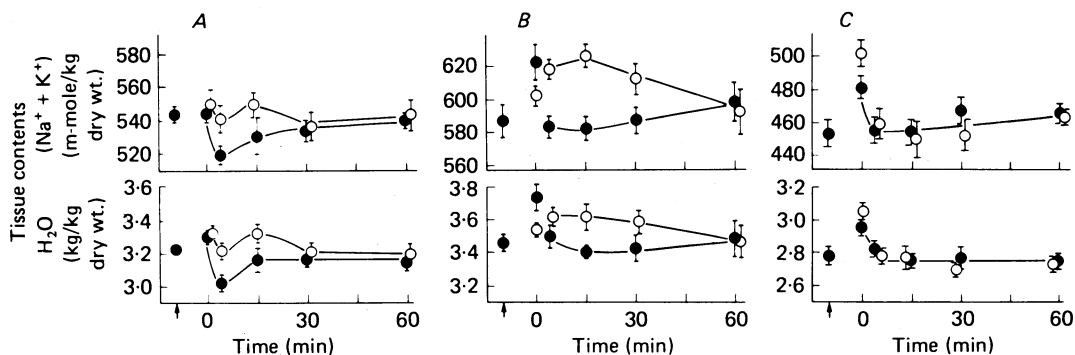 A
B
C
Tissue contents
(Na⁺ + K⁺)
(m-mole/kg
dry wt.)
580
560
540
520
620
600
580
560
500
480
460
440
H₂O
(kg/kg
dry wt.)
3·6
3·4
3·2
3·0
3·8
3·6
3·4
3·2
3·2
3·0
2·8
2·6
0 30 60
0 30 60
0 30 60
Time (min)
Time (min)
Time (min)